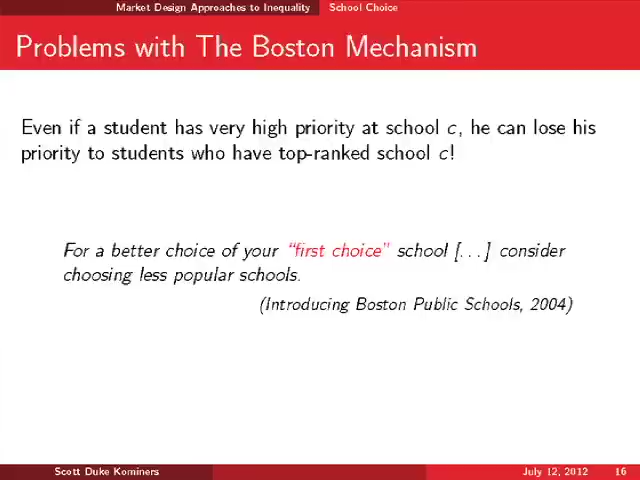 Market Design Approaches to Inequality School Choice
Problems with The Boston Mechanism
Even if a student has very high priority at school c, he can lose his
priority to students who have top-ranked school c!
For a better choice of your “first choice” school [. . . ] consider
choosing less popular schools.
(Introducing Boston Public Schools, 2004)
Scott Duke Kominers July 12, 2012 16